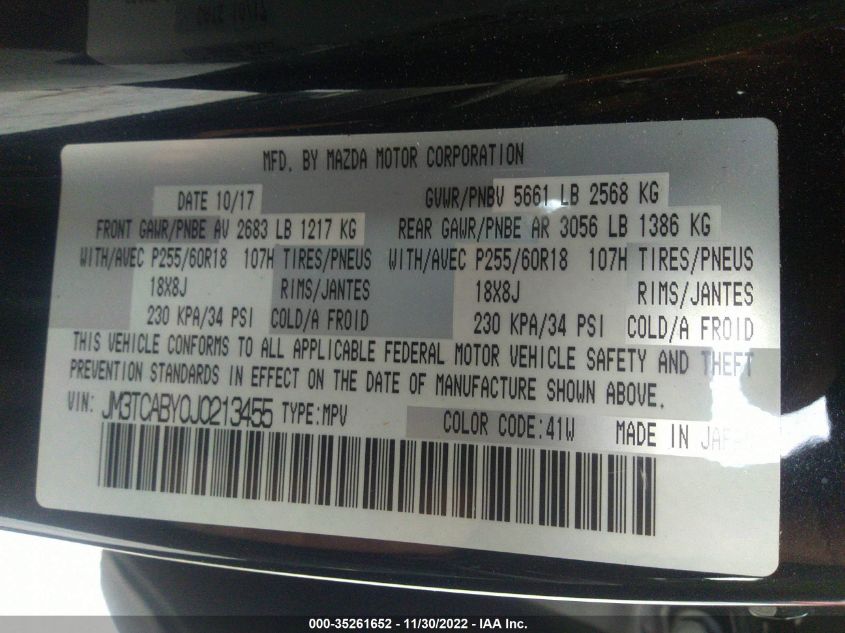 MFD. BY MAZDA MOTOR CORPORATION
DATE 10/17 GVWR/PNBV 5661 LB 2568 KG
FRONT GAWR/PNBE AV 2683 LB 1217 KG REAR GAWR/PNBE AR 3056 LB 1386 KG
WITH/AVEC P255/60R18 107H TIRES/PNEUS WITH/AVEC P255/60R18 107H TIRES/PNEUS
18X8J RIMS/JANTES 18X8J RIMS/JANTES
230 KPA/34 PSI COLD/A FROID 230 KPA/34 PSI COLD/A FROID
THIS VEHICLE CONFORMS TO ALL APPLICABLE FEDERAL MOTOR VEHICLE SAFETY AND THEFT
PREVENTION STANDARDS IN EFFECT ON THE DATE OF MANUFACTURE SHOWN ABOVE.
VIN: JM3TCABY0J0213455 TYPE:MPV COLOR CODE:41W MADE IN JAPAN
000-35261652 - 11/30/2022 - IAA Inc.